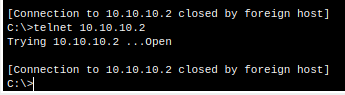 [Connection to 10.10.10.2 closed by foreign host]
C:\>telnet 10.10.10.2
Trying 10.10.10.2 ...Open
[Connection to 10.10.10.2 closed by foreign host]
C:\>